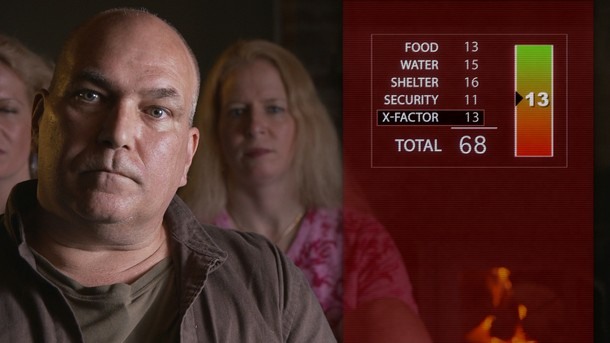 FOOD 13
WATER 15
SHELTER 16
SECURITY 11
X-FACTOR 13
TOTAL 68
13